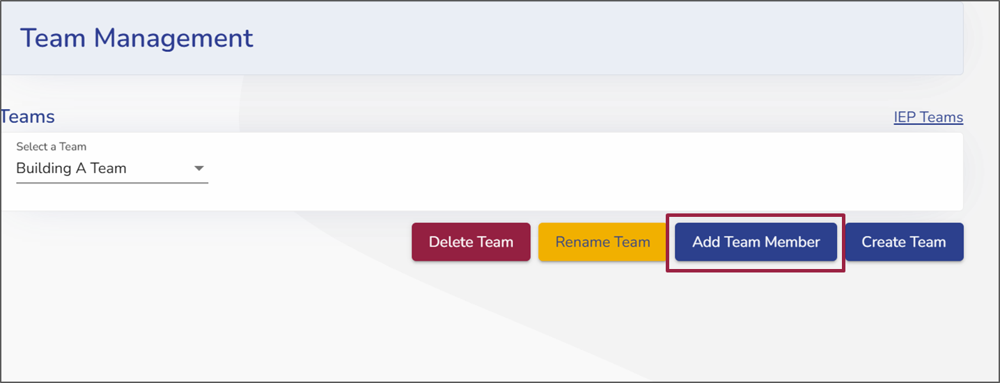 Team Management
Teams
IEP Teams
Select a Team
Building A Team
Delete Team
Rename Team
Add Team Member
Create Team